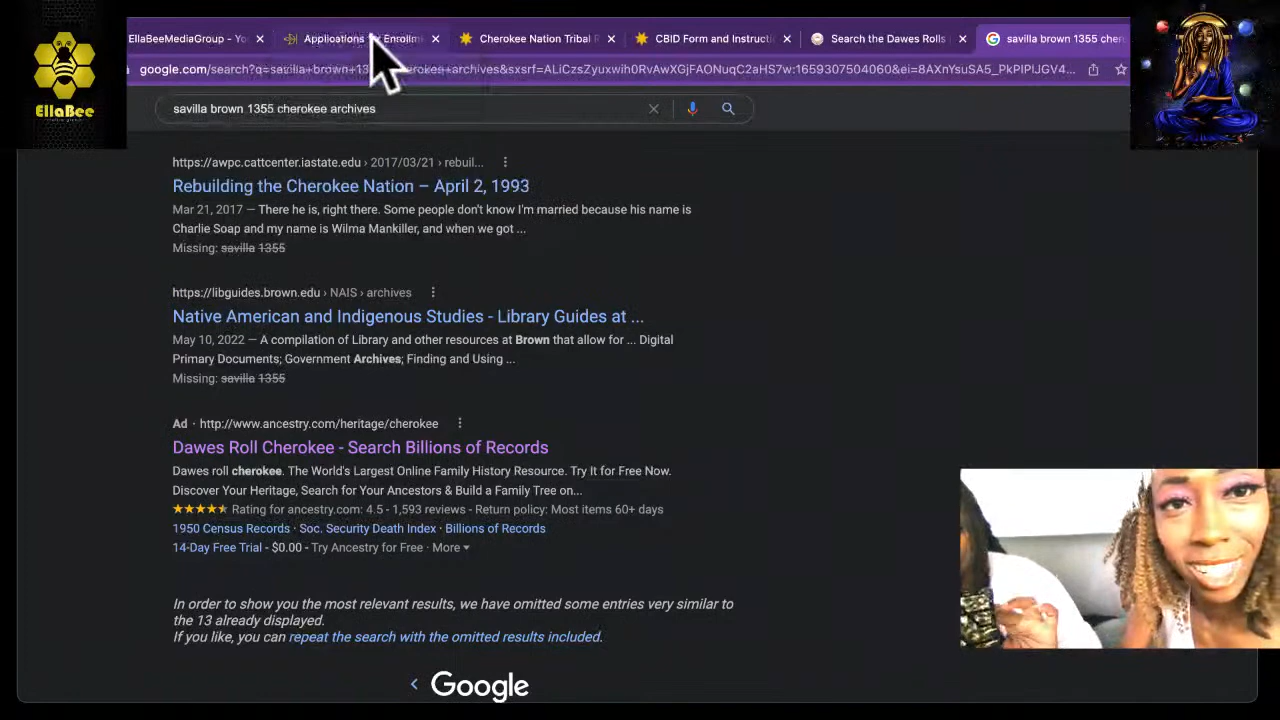 EllaBeeMediaGroup - Yo
Enrollm
Cherokee Nation Tribal R
CBID Form and Instructi
Search the Dawes Rolls
savilla brown 1355 cher
google.com/search?q=savilla+brown+13
EllaBee
savilla brown 1355 cherokee archives
https://awpc.cattcenter.iastate.edu › 2017/03/21 › rebuil...
Rebuilding the Cherokee Nation – April 2, 1993
Mar 21, 2017 — There he is, right there. Some people don't know I'm married because his name is
Charlie Soap and my name is Wilma Mankiller, and when we got ...
Missing: savilla 1355
https://libguides.brown.edu › NAIS › archives
Native American and Indigenous Studies - Library Guides at ...
May 10, 2022 — A compilation of Library and other resources at Brown that allow for ... Digital
Primary Documents; Government Archives; Finding and Using ...
Missing: savilla 1355
Ad · http://www.ancestry.com/heritage/cherokee
Dawes Roll Cherokee - Search Billions of Records
Dawes roll cherokee. The World's Largest Online Family History Resource. Try It for Free Now.
Discover Your Heritage, Search for Your Ancestors & Build a Family Tree on...
Rating for ancestry.com: 4.5 - 1,593 reviews - Return policy: Most items 60+ days
1950 Census Records · Soc. Security Death Index · Billions of Records
14-Day Free Trial - $0.00 - Try Ancestry for Free · More
In order to show you the most relevant results, we have omitted some entries very similar to
the 13 already displayed.
If you like, you can repeat the search with the omitted results included.
Google